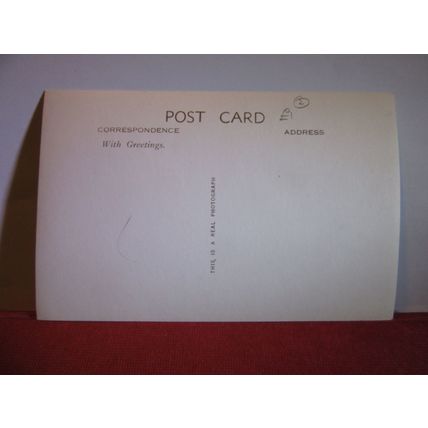 POST CARD
CORRESPONDENCE
ADDRESS
With Greetings.
THIS IS A REAL PHOTOGRAPH